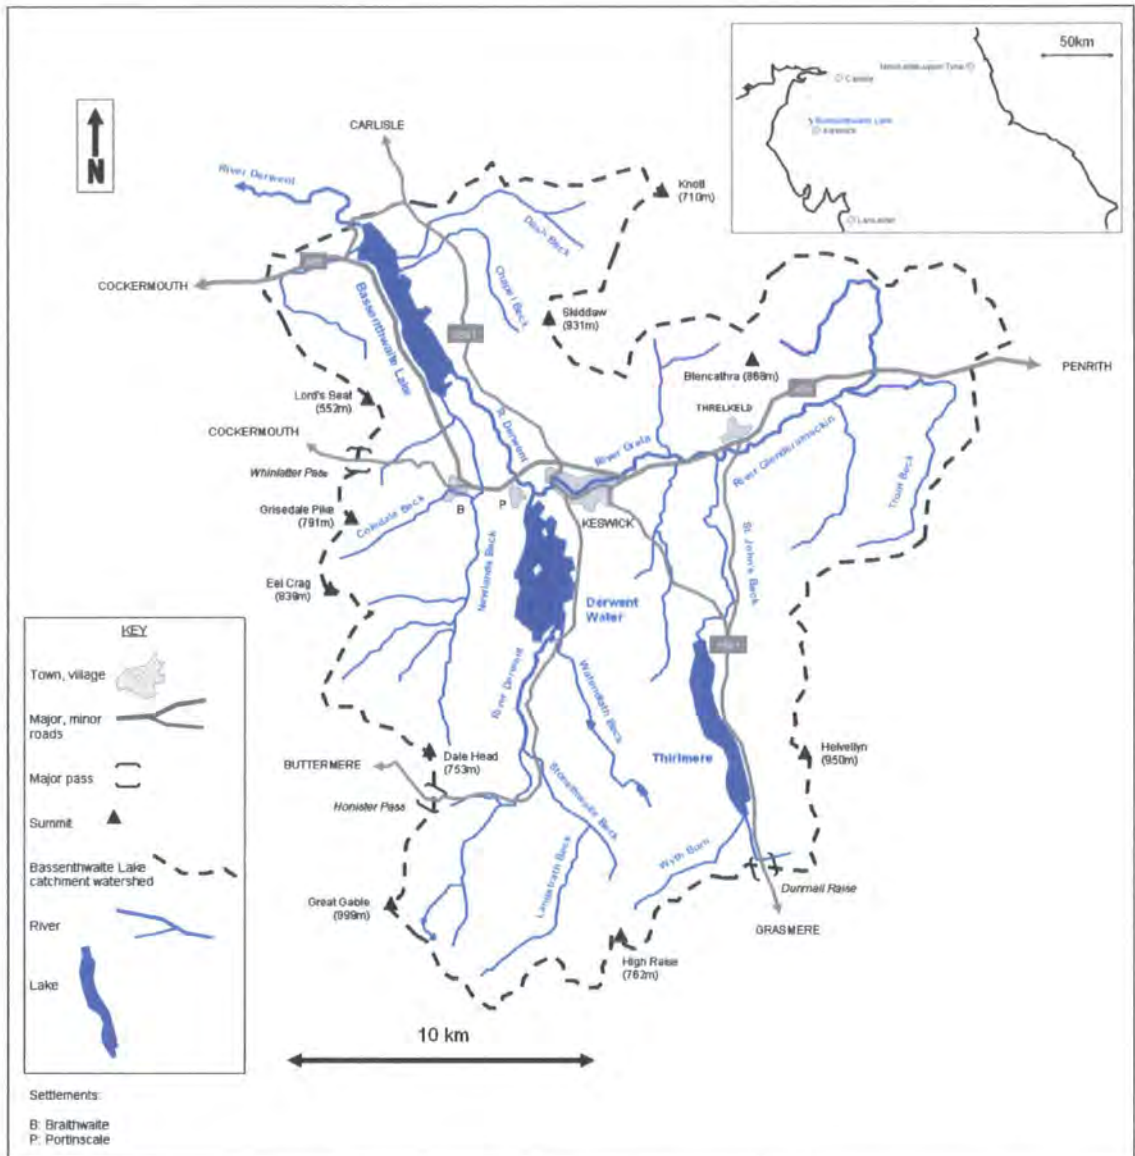 50km
Carlisle
Bassenthwaite Lake
Keswick
Lancaster
N
CARLISLE
River Derwent
Knott
(710m)
Dash Beck
Chapel Beck
COCKERMOUTH
Bassenthwaite Lake
Skiddaw
(931m)
Blencathra (868m)
PENRITH
THRELKELD
Lord's Seat
(552m)
COCKERMOUTH
R. Derwent
River Greta
River Glenderamackin
Whinlatter Pass
Trout Beck
Grisedale Pike
(791m)
Coledale Beck
B
P
KESWICK
St. John's Beck
Newlands Beck
Eel Crag
(839m)
Derwent
Water
River Derwent
Watendlath Beck
Dale Head
(753m)
BUTTERMERE
Honister Pass
Thirlmere
Helvellyn
(950m)
Stonethwaite Beck
Langstrath Beck
Wyth Burn
Dunmail Raise
Great Gable
(999m)
GRASMERE
High Raise
(762m)
10 km
KEY
Town, village
Major, minor
roads
Major pass
Summit
Bassenthwaite Lake
catchment watershed
River
Lake
Settlements:
B: Braithwaite
P: Portinscale